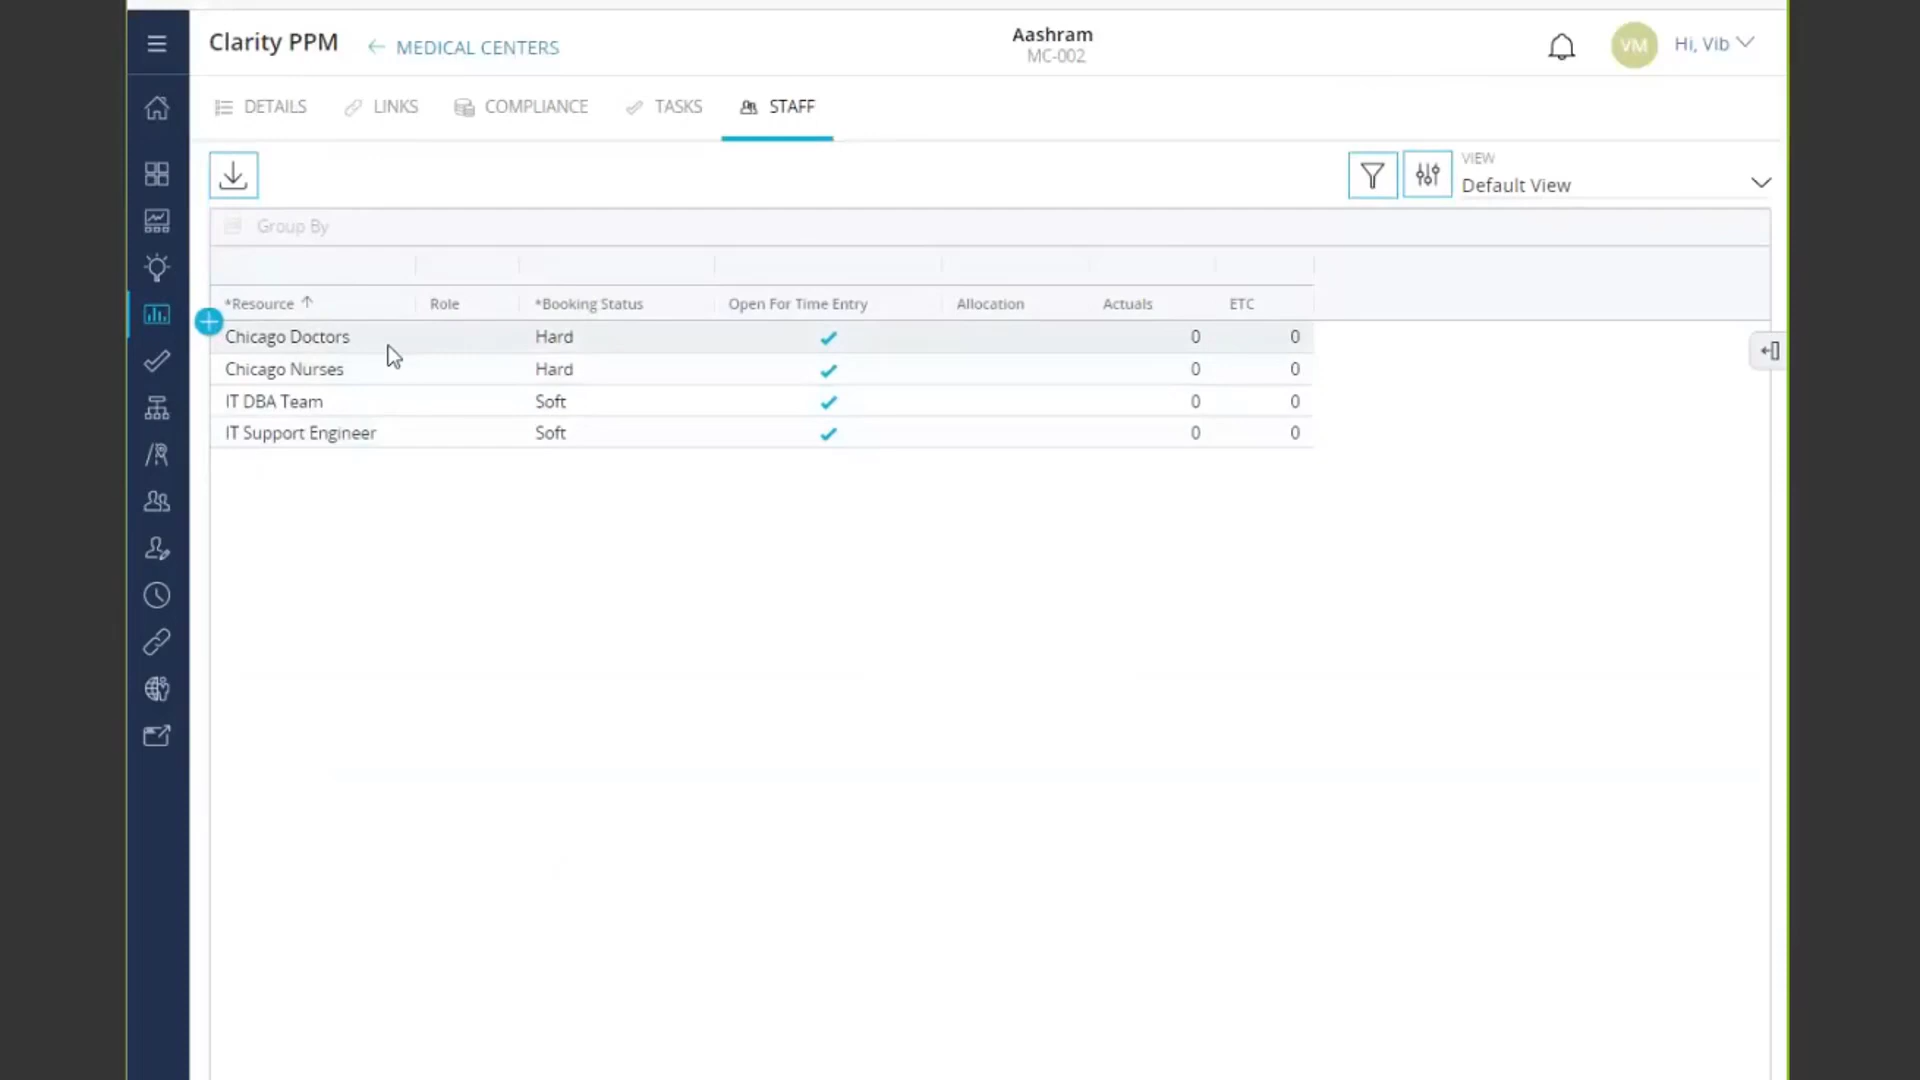 Clarity PPM
MEDICAL CENTERS
Aashram
MC-002
VM
Hi, Vib
DETAILS
LINKS
COMPLIANCE
TASKS
STAFF
VIEW
Default View
Group By
*Resource Role *Booking Status Open For Time Entry Allocation Actuals ETC
Chicago Doctors Hard 0 0
Chicago Nurses Hard 0 0
IT DBA Team Soft 0 0
IT Support Engineer Soft 0 0